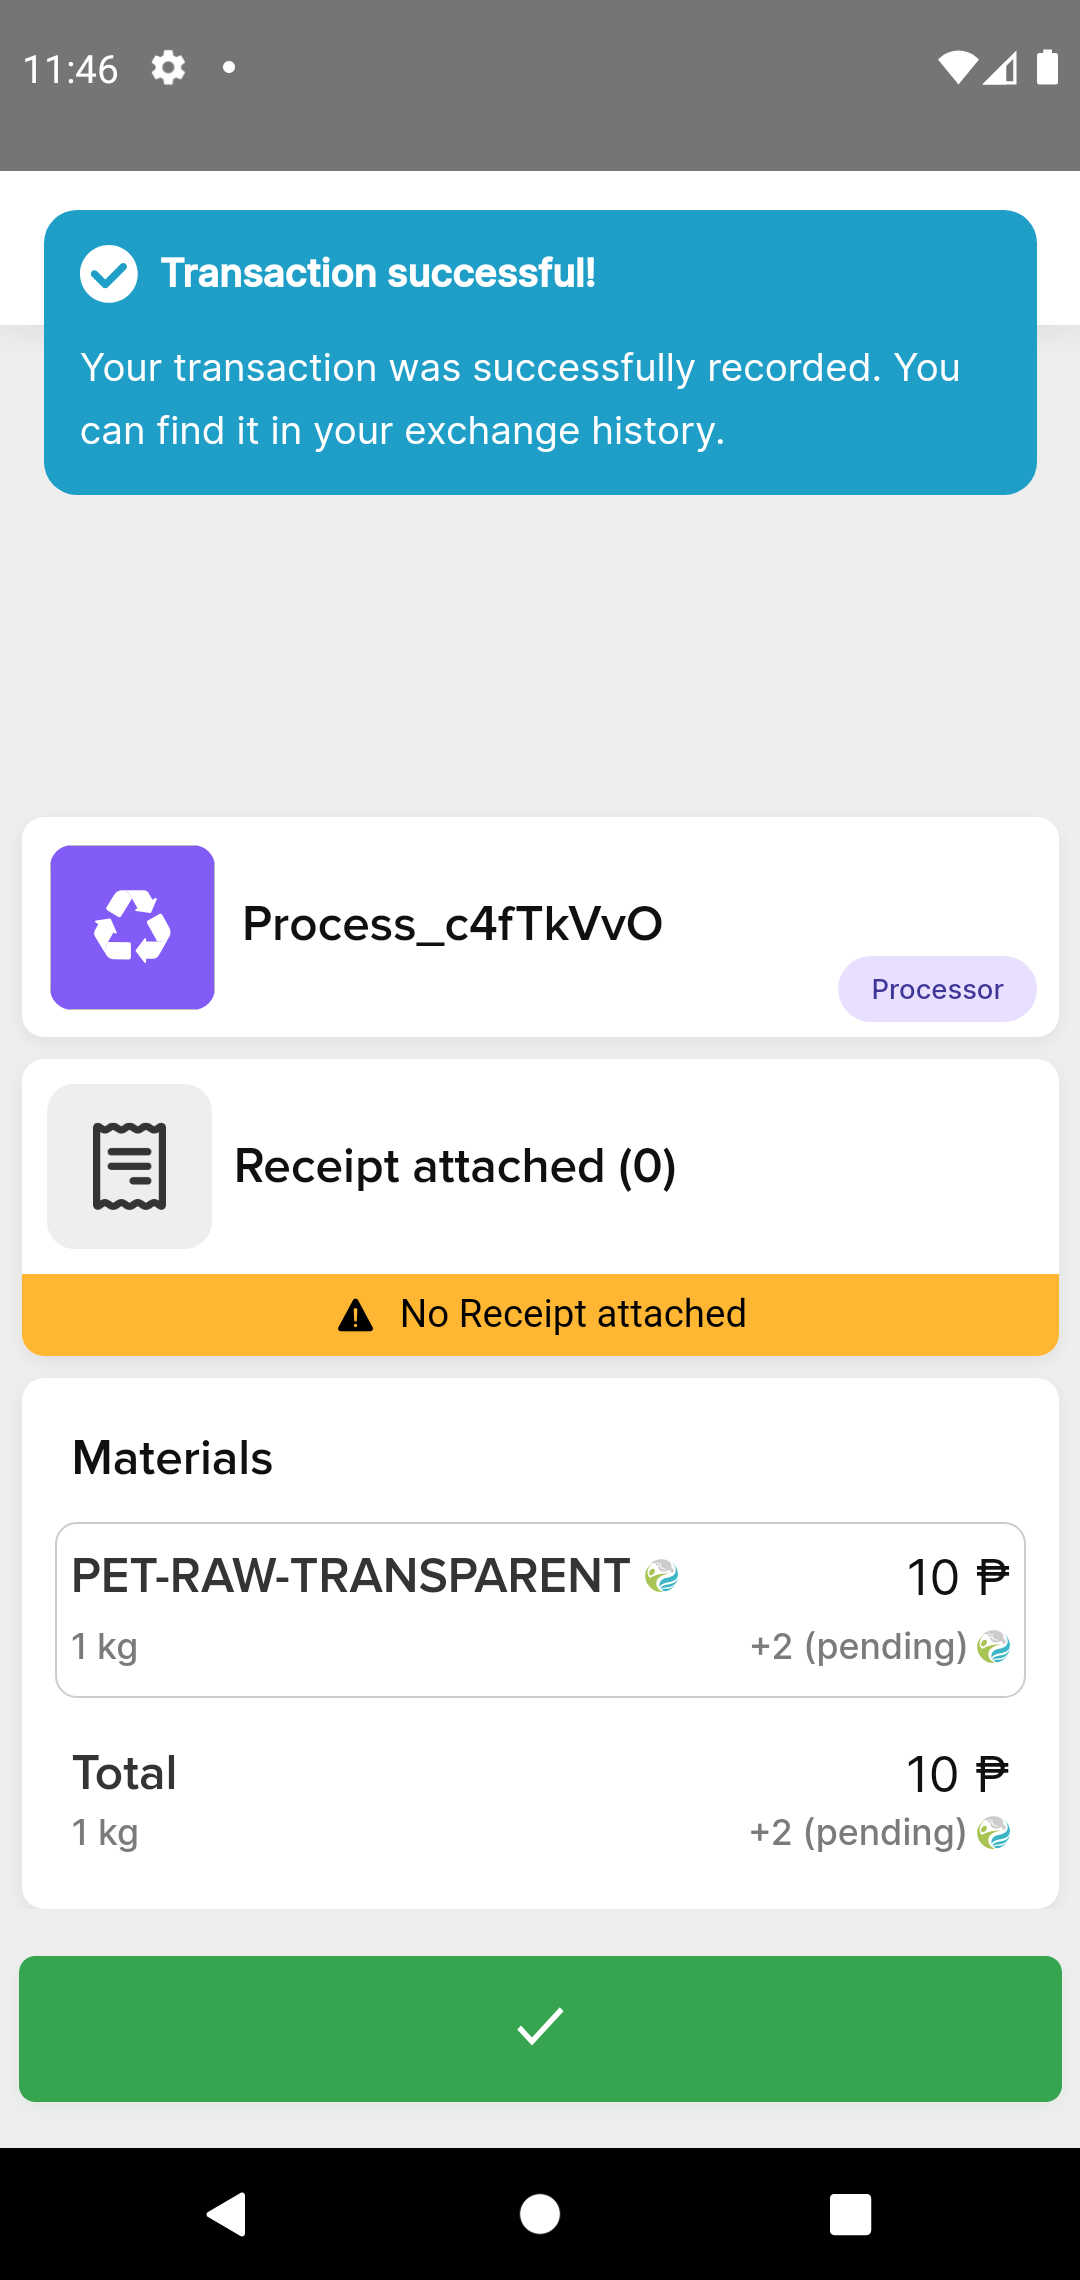 11:46
Transaction successful!
Your transaction was successfully recorded. You
can find it in your exchange history.
Process_c4fTkVvO
Processor
Receipt attached (0)
No Receipt attached
Materials
PET-RAW-TRANSPARENT 10 ₱
1 kg +2 (pending)
Total 10 ₱
1 kg +2 (pending)